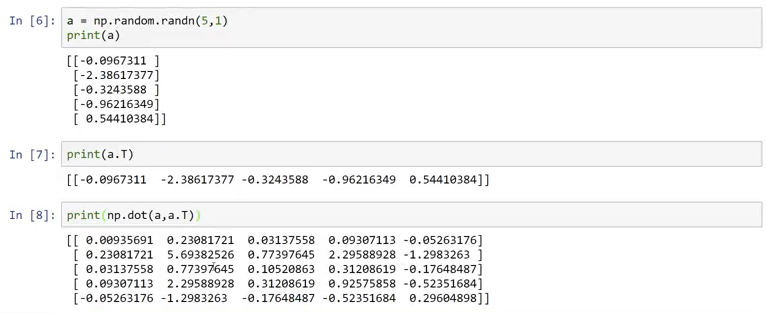 In [6]: a = np.random.randn(5,1)
print(a)
[[-0.0967311 ]
[-2.38617377]
[-0.3243588 ]
[-0.96216349]
[ 0.54410384]]
In [7]: print(a.T)
[[-0.0967311  -2.38617377 -0.3243588  -0.96216349  0.54410384]]
In [8]: print(np.dot(a,a.T))
[[ 0.00935691  0.23081721  0.03137558  0.09307113 -0.05263176]
[ 0.23081721  5.69382526  0.77397645  2.29588928 -1.2983263 ]
[ 0.03137558  0.77397645  0.10520863  0.31208619 -0.17648487]
[ 0.09307113  2.29588928  0.31208619  0.92575858 -0.52351684]
[-0.05263176 -1.2983263  -0.17648487 -0.52351684  0.29604898]]